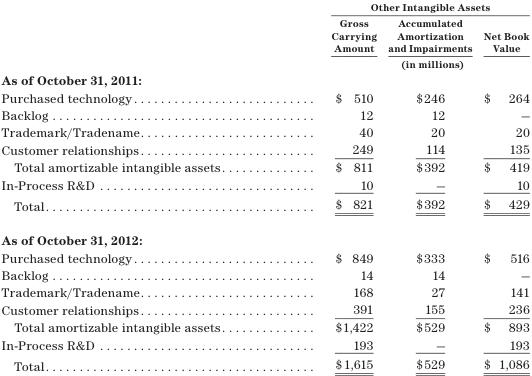 Other Intangible Assets
Gross Carrying Amount Accumulated Amortization and Impairments Net Book Value
(in millions)
As of October 31, 2011:
Purchased technology........................... $ 510 $246 $ 264
Backlog....................................... 12 12 —
Trademark/Tradename.......................... 40 20 20
Customer relationships.......................... 249 114 135
Total amortizable intangible assets.............. $ 811 $392 $ 419
In-Process R&D................................ 10 — 10
Total........................................ $ 821 $392 $ 429
As of October 31, 2012:
Purchased technology........................... $ 849 $333 $ 516
Backlog....................................... 14 14 —
Trademark/Tradename.......................... 168 27 141
Customer relationships.......................... 391 155 236
Total amortizable intangible assets.............. $1,422 $529 $ 893
In-Process R&D................................ 193 — 193
Total........................................ $1,615 $529 $ 1,086